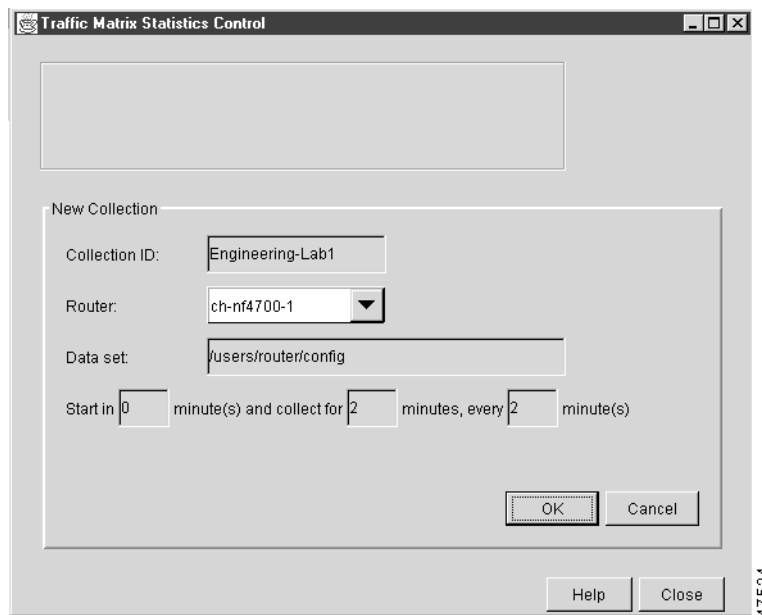 Traffic Matrix Statistics Control
New Collection
Collection ID: Engineering-Lab1
Router: ch-nf4700-1
Data set: /users/router/config
Start in 0 minute(s) and collect for 2 minutes, every 2 minute(s)
OK Cancel
Help Close